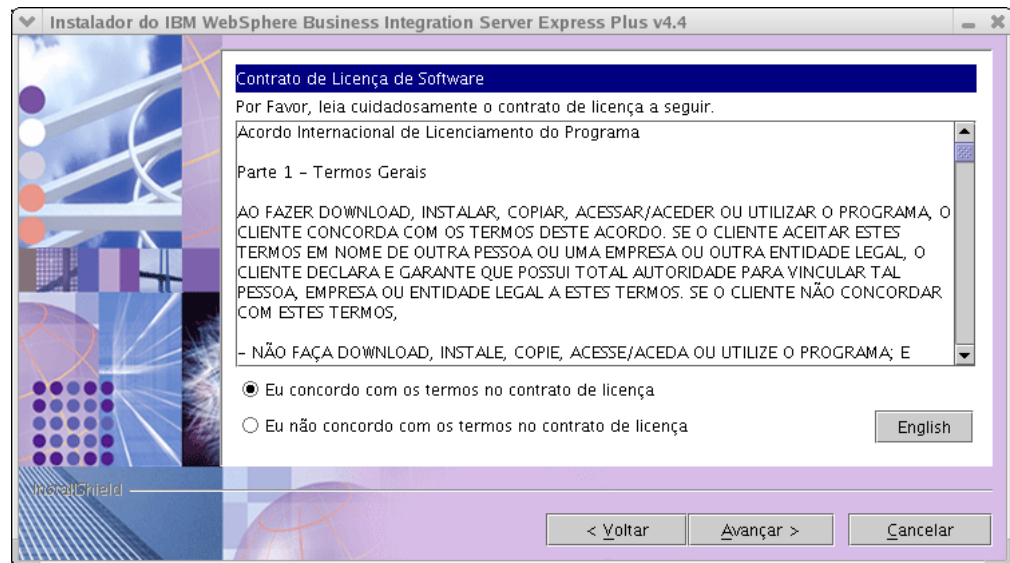 Instalador do IBM WebSphere Business Integration Server Express Plus v4.4
Contrato de Licença de Software
Por Favor, leia cuidadosamente o contrato de licença a seguir.
Acordo Internacional de Licenciamento do Programa
Parte 1 – Termos Gerais
AO FAZER DOWNLOAD, INSTALAR, COPIAR, ACESSAR/ACEDER OU UTILIZAR O PROGRAMA, O
CLIENTE CONCORDA COM OS TERMOS DESTE ACORDO. SE O CLIENTE ACEITAR ESTES
TERMOS EM NOME DE OUTRA PESSOA OU UMA EMPRESA OU OUTRA ENTIDADE LEGAL, O
CLIENTE DECLARA E GARANTE QUE POSSUI TOTAL AUTORIDADE PARA VINCULAR TAL
PESSOA, EMPRESA OU ENTIDADE LEGAL A ESTES TERMOS. SE O CLIENTE NÃO CONCORDAR
COM ESTES TERMOS,
– NÃO FAÇA DOWNLOAD, INSTALE, COPIE, ACESSE/ACEDA OU UTILIZE O PROGRAMA; E
Eu concordo com os termos no contrato de licença
Eu não concordo com os termos no contrato de licença
English
InstallShield
< Voltar
Avançar >
Cancelar